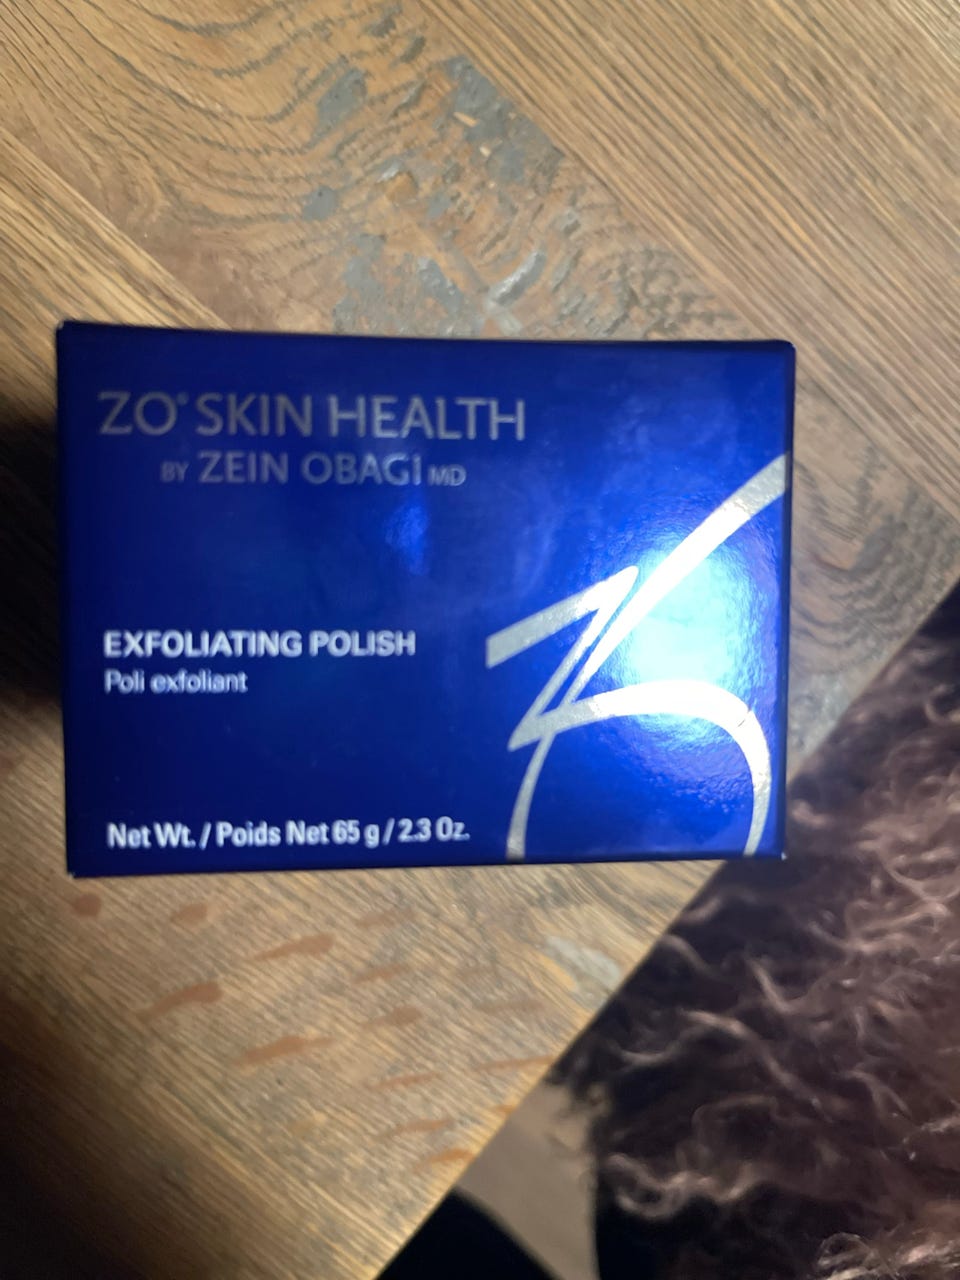 ZO® SKIN HEALTH
BY ZEIN OBAGI MD
EXFOLIATING POLISH
Poli exfoliant
Net Wt. / Poids Net 65 g / 2.3 Oz.